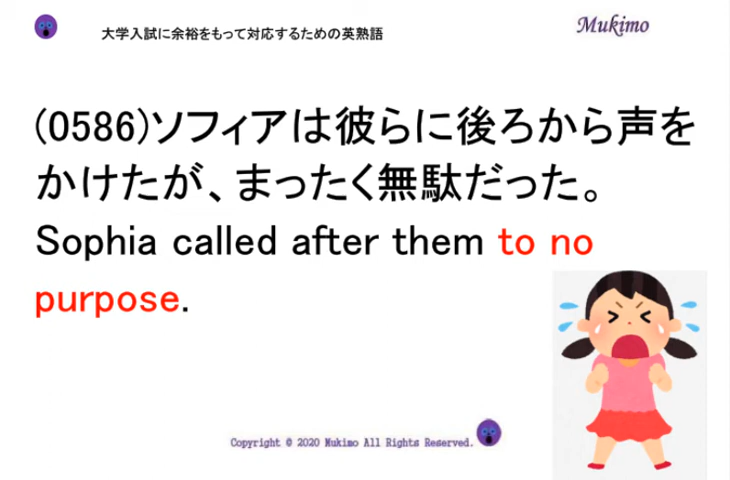 大学入試に余裕をもって対応するための英熟語
Mukimo
(0586)ソフィアは彼らに後ろから声を
かけたが、まったく無駄だった。
Sophia called after them to no
purpose.
Copyright @ 2020 Mukimo All Rights Reserved.